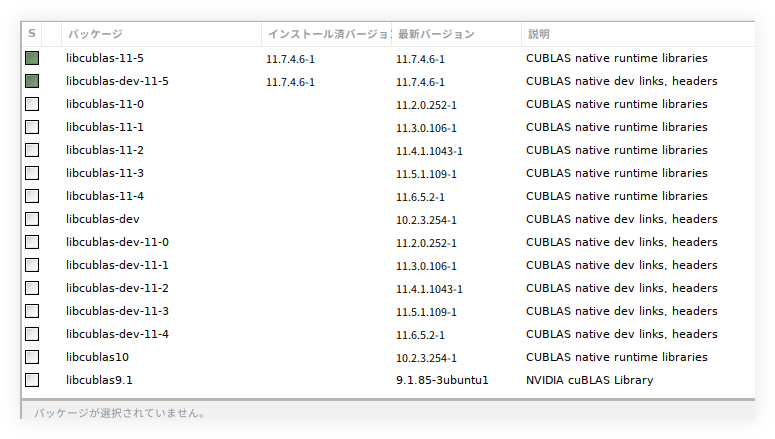 S パッケージ インストール済バージョ: 最新バージョン 説明
libcublas-11-5 11.7.4.6-1 11.7.4.6-1 CUBLAS native runtime libraries
libcublas-dev-11-5 11.7.4.6-1 11.7.4.6-1 CUBLAS native dev links, headers
libcublas-11-0 11.2.0.252-1 CUBLAS native runtime libraries
libcublas-11-1 11.3.0.106-1 CUBLAS native runtime libraries
libcublas-11-2 11.4.1.1043-1 CUBLAS native runtime libraries
libcublas-11-3 11.5.1.109-1 CUBLAS native runtime libraries
libcublas-11-4 11.6.5.2-1 CUBLAS native runtime libraries
libcublas-dev 10.2.3.254-1 CUBLAS native dev links, headers
libcublas-dev-11-0 11.2.0.252-1 CUBLAS native dev links, headers
libcublas-dev-11-1 11.3.0.106-1 CUBLAS native dev links, headers
libcublas-dev-11-2 11.4.1.1043-1 CUBLAS native dev links, headers
libcublas-dev-11-3 11.5.1.109-1 CUBLAS native dev links, headers
libcublas-dev-11-4 11.6.5.2-1 CUBLAS native dev links, headers
libcublas10 10.2.3.254-1 CUBLAS native runtime libraries
libcublas9.1 9.1.85-3ubuntu1 NVIDIA cuBLAS Library
パッケージが選択されていません。